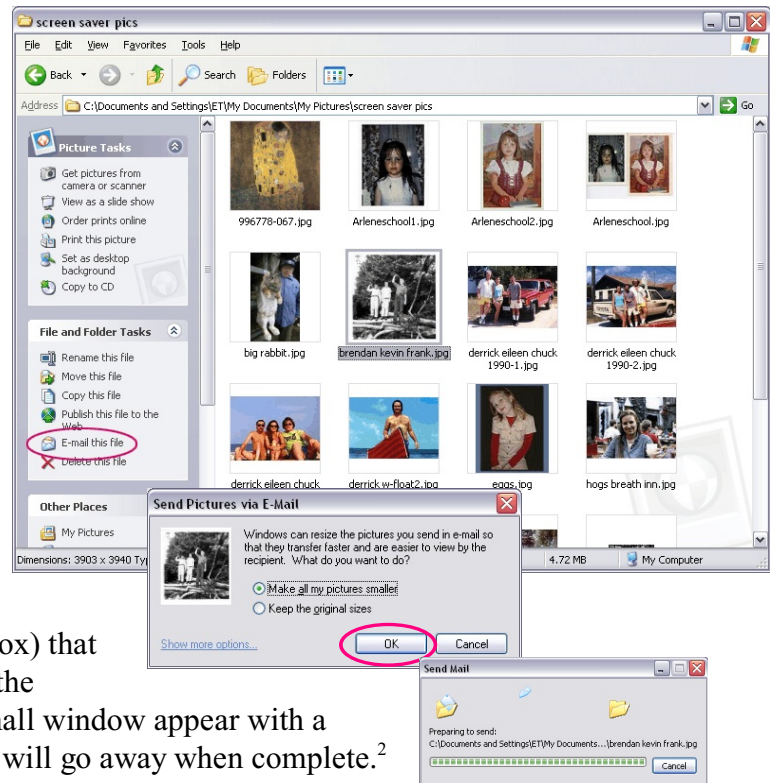 screen saver pics
File Edit View Favorites Tools Help
Back Search Folders
Address C:\Documents and Settings\ET\My Documents\My Pictures\screen saver pics Go
Picture Tasks
Get pictures from
camera or scanner
View as a slide show
Order prints online
Print this picture
Set as desktop
background
Copy to CD
File and Folder Tasks
Rename this file
Move this file
Copy this file
Publish this file to the
Web
E-mail this file
Delete this file
Other Places
My Pictures
996778-067.jpg Arleneschool1.jpg Arleneschool2.jpg Arleneschool.jpg
big rabbit.jpg brendan kevin frank.jpg derrick eileen chuck derrick eileen chuck
1990-1.jpg 1990-2.jpg
derrick eileen chuck derrick w-float2.jpg eggs.jpg hogs breath inn.jpg
Dimensions: 3903 x 3940 Ty 4.72 MB My Computer
Send Pictures via E-Mail
Windows can resize the pictures you send in e-mail so
that they transfer faster and are easier to view by the
recipient. What do you want to do?
Make all my pictures smaller
Keep the original sizes
Show more options... OK Cancel
Send Mail
Preparing to send:
C:\Documents and Settings\ET\My Documents...\brendan kevin frank.jpg
Cancel
ox) that
the
nall window appear with a
will go away when complete.2